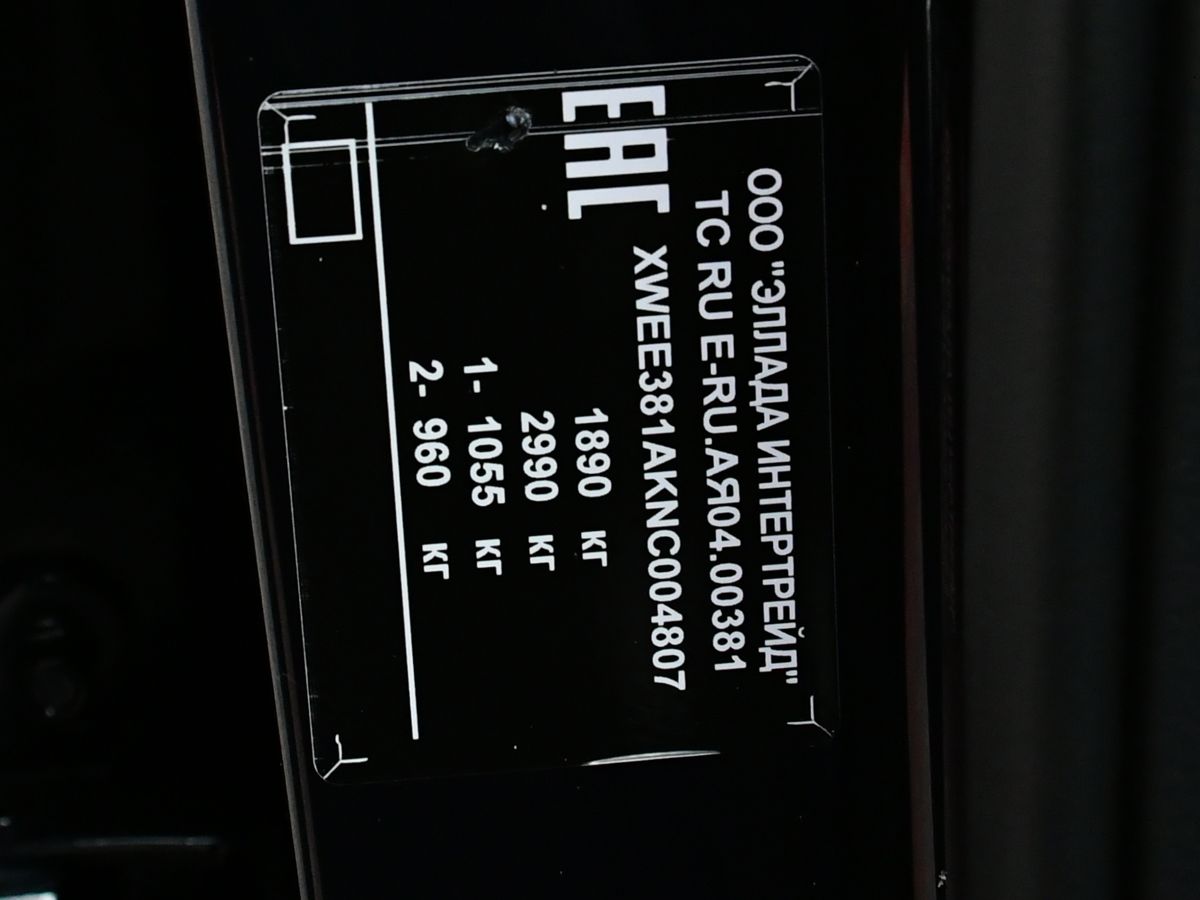 ООО "ЭЛЛАДА ИНТЕРТРЕЙД"
ТС RU E-RU.АЯ04.00381
EAC
XWEE381AKNC004807
1890 кг
2990 кг
1- 1055 кг
2- 960 кг